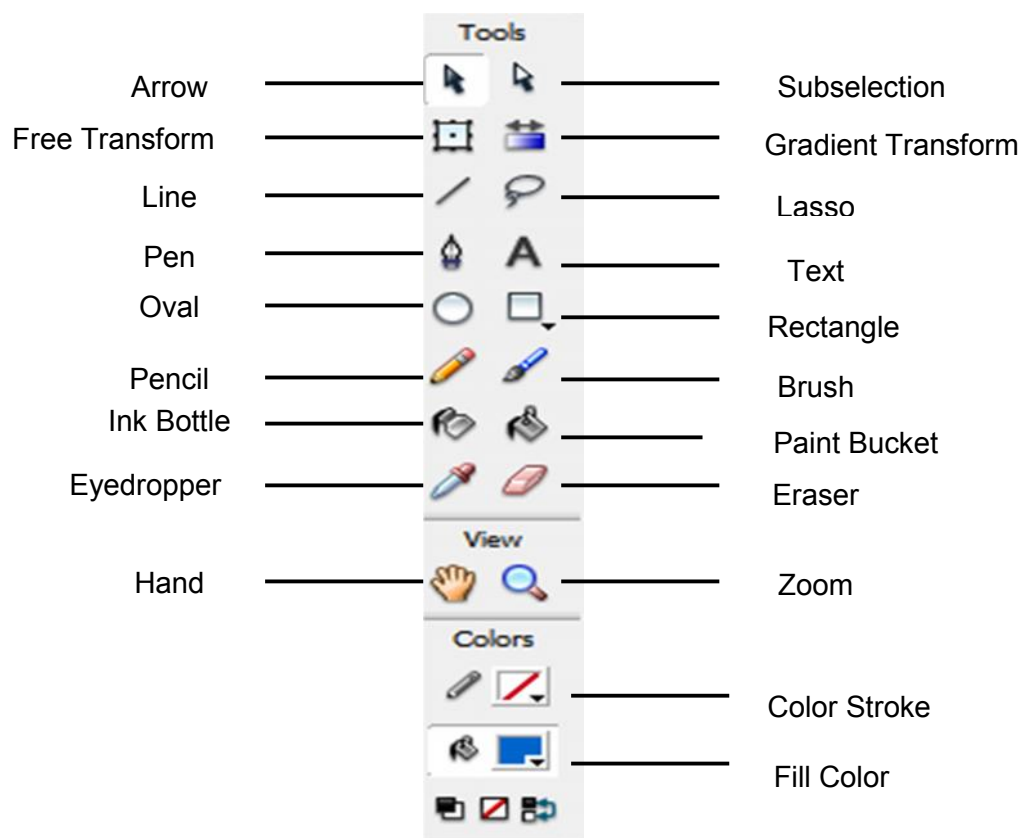 Tools
Arrow
Subselection
Free Transform
Gradient Transform
Line
Lasso
Pen
A
Text
Oval
Rectangle
Pencil
Brush
Ink Bottle
Paint Bucket
Eyedropper
Eraser
View
Hand
Zoom
Colors
Color Stroke
Fill Color